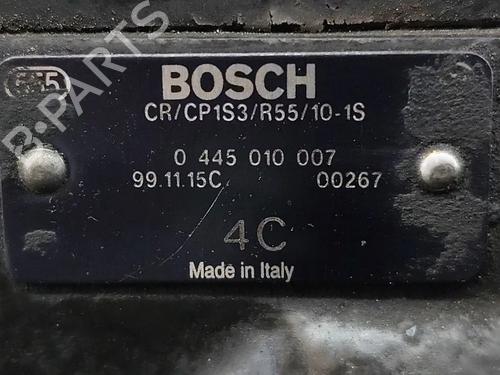 BOSCH
CR/CP1S3/R55/10-1S
0 445 010 007
99.11.15C 00267
4C
Made in Italy
B-PARTS